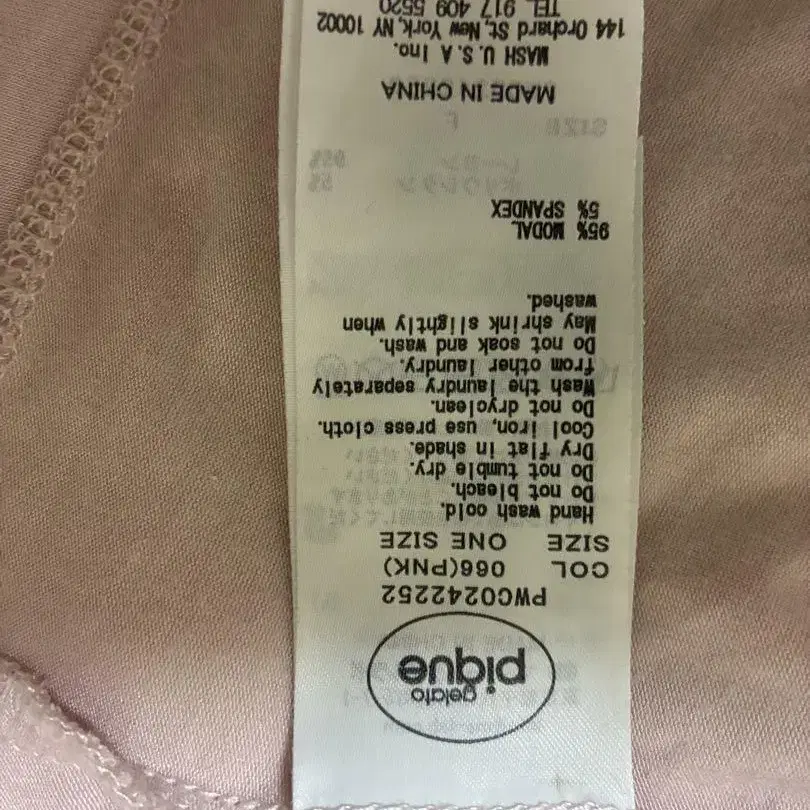 gelato
pique
PWCO242252
COL 066(PNK)
SIZE ONE SIZE
Hand wash cold.
Do not bleach.
Do not tumble dry.
Dry flat in shade.
Cool iron, use press cloth.
Do not dryclean.
Wash the laundry separately
from other laundry.
Do not soak and wash.
May shrink slightly when
washed.
95% MODAL
5% SPANDEX
MADE IN CHINA
MASH U.S.A Inc.
144 Orchard St, New York, NY 10002
TEL 917 409 5520